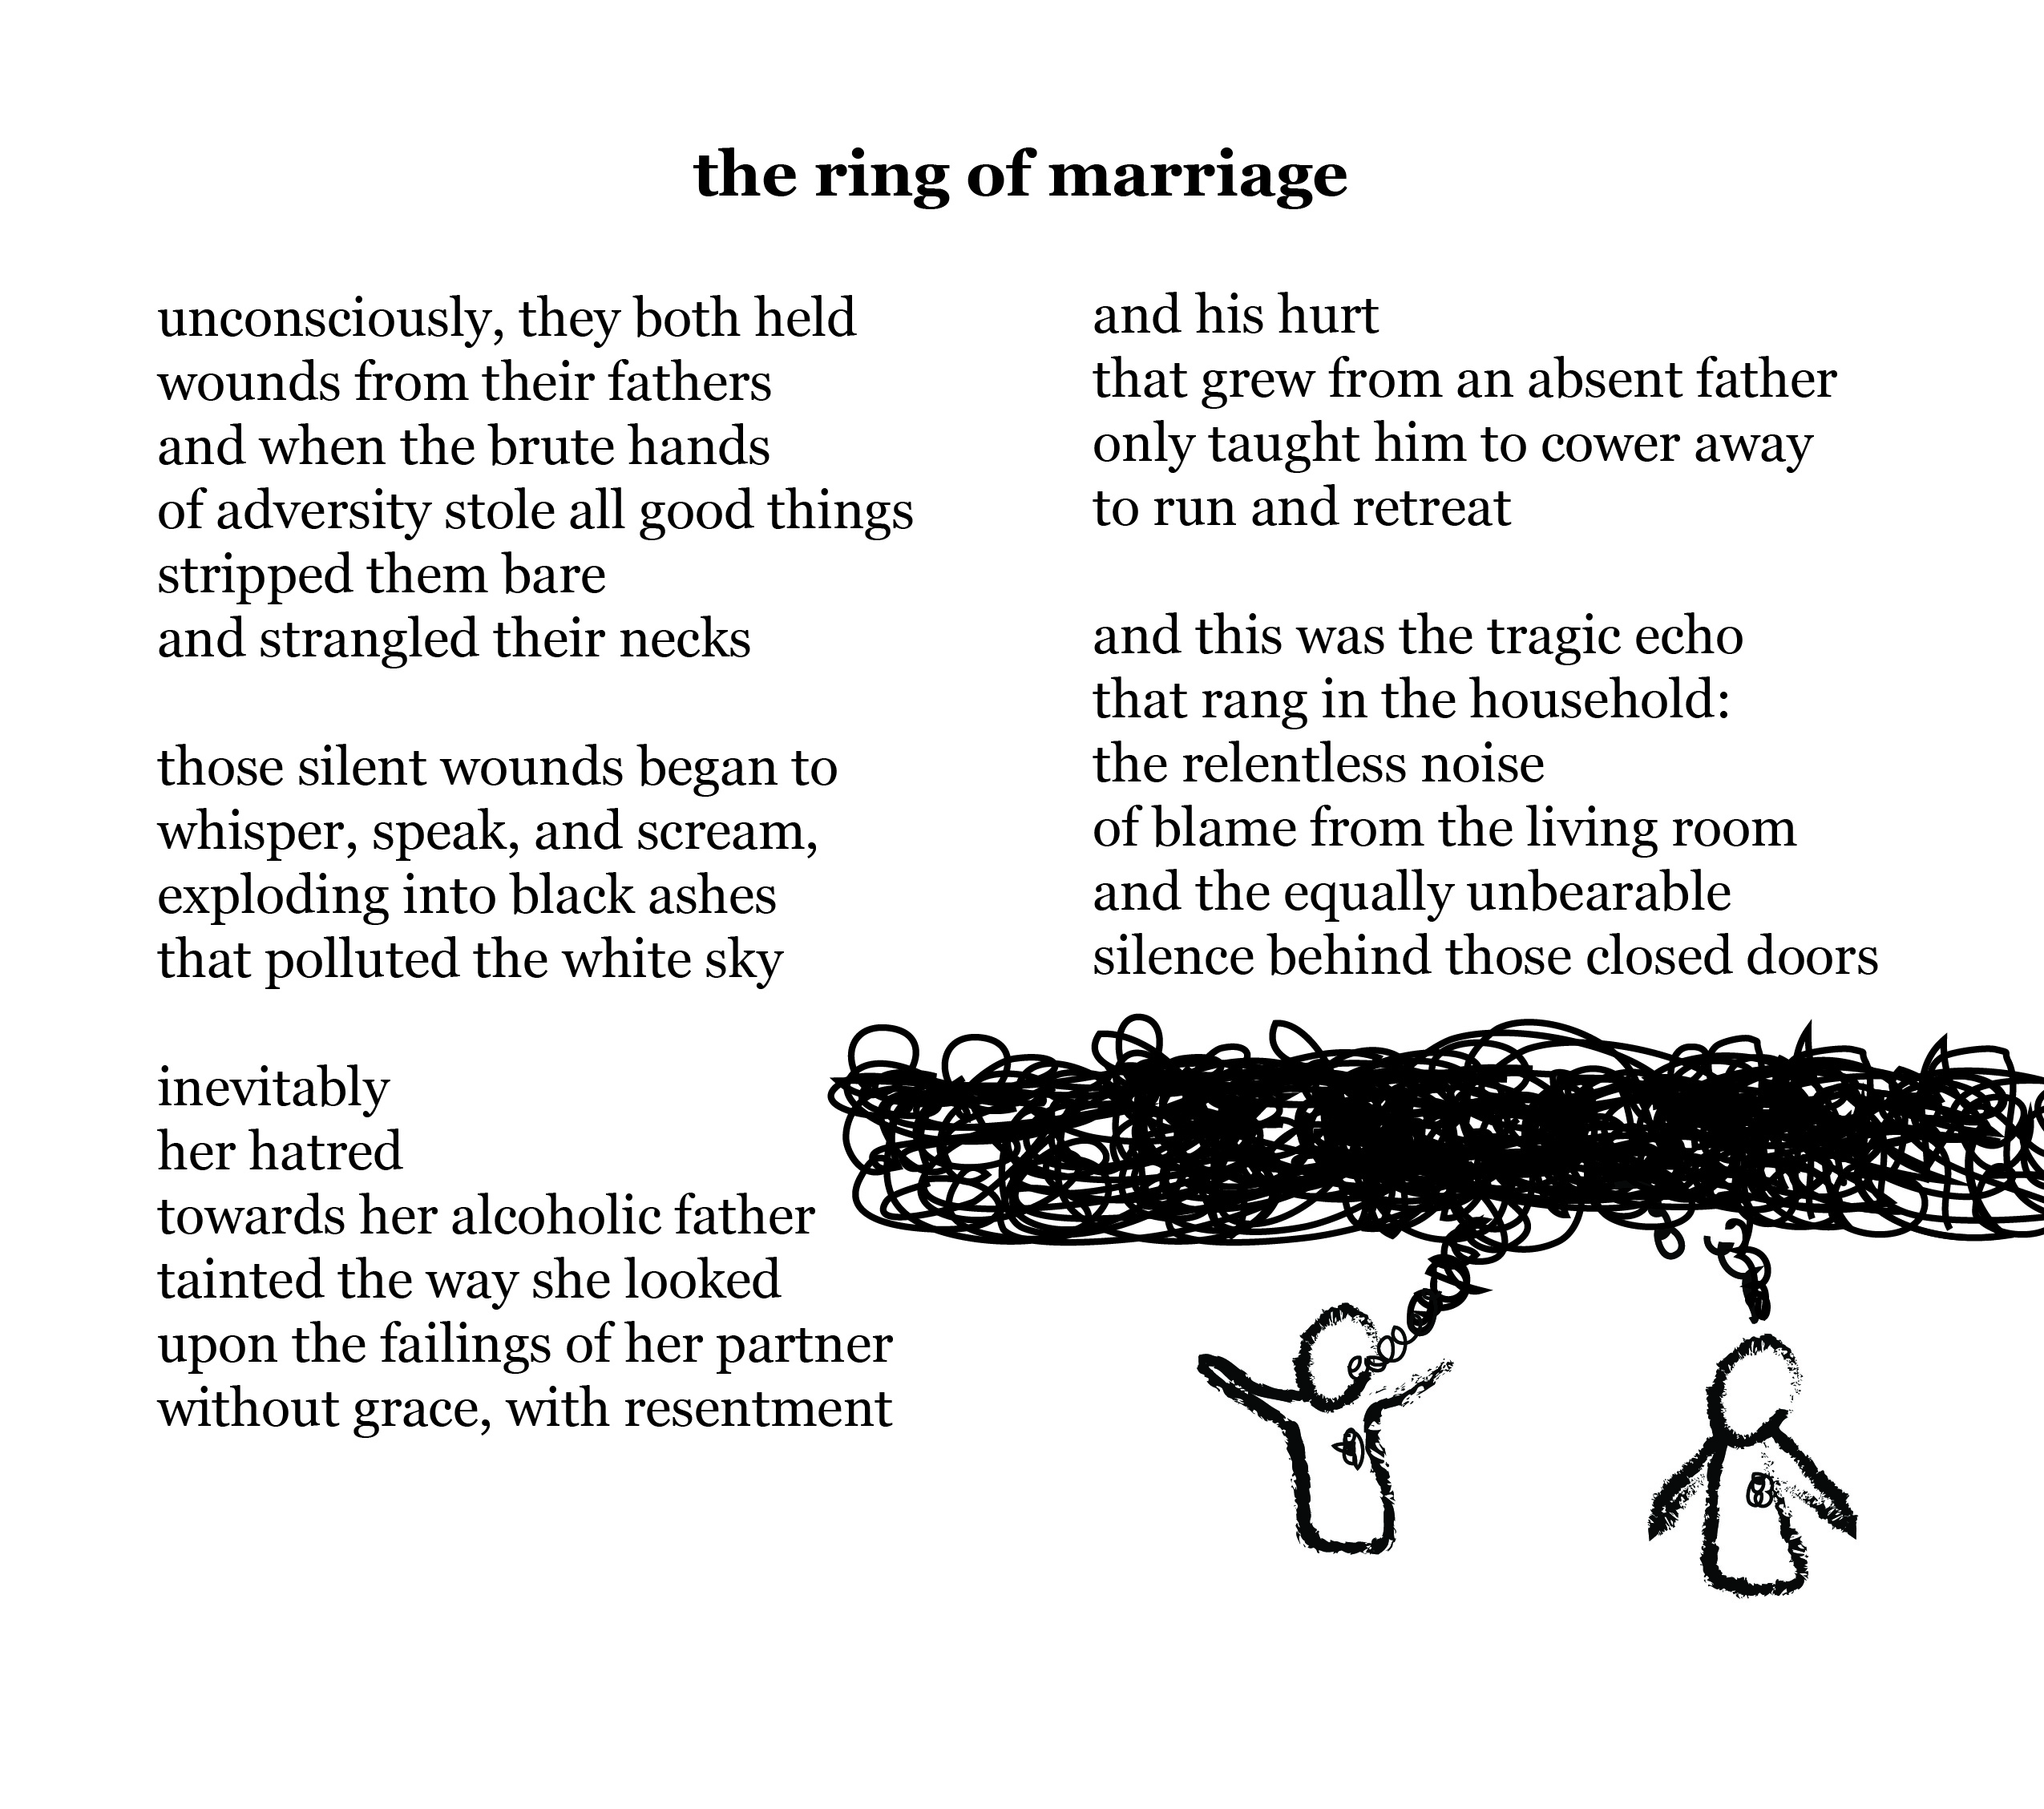 the ring of marriage
unconsciously, they both held
wounds from their fathers
and when the brute hands
of adversity stole all good things
stripped them bare
and strangled their necks
those silent wounds began to
whisper, speak, and scream,
exploding into black ashes
that polluted the white sky
inevitably
her hatred
towards her alcoholic father
tainted the way she looked
upon the failings of her partner
without grace, with resentment
and his hurt
that grew from an absent father
only taught him to cower away
to run and retreat
and this was the tragic echo
that rang in the household:
the relentless noise
of blame from the living room
and the equally unbearable
silence behind those closed doors